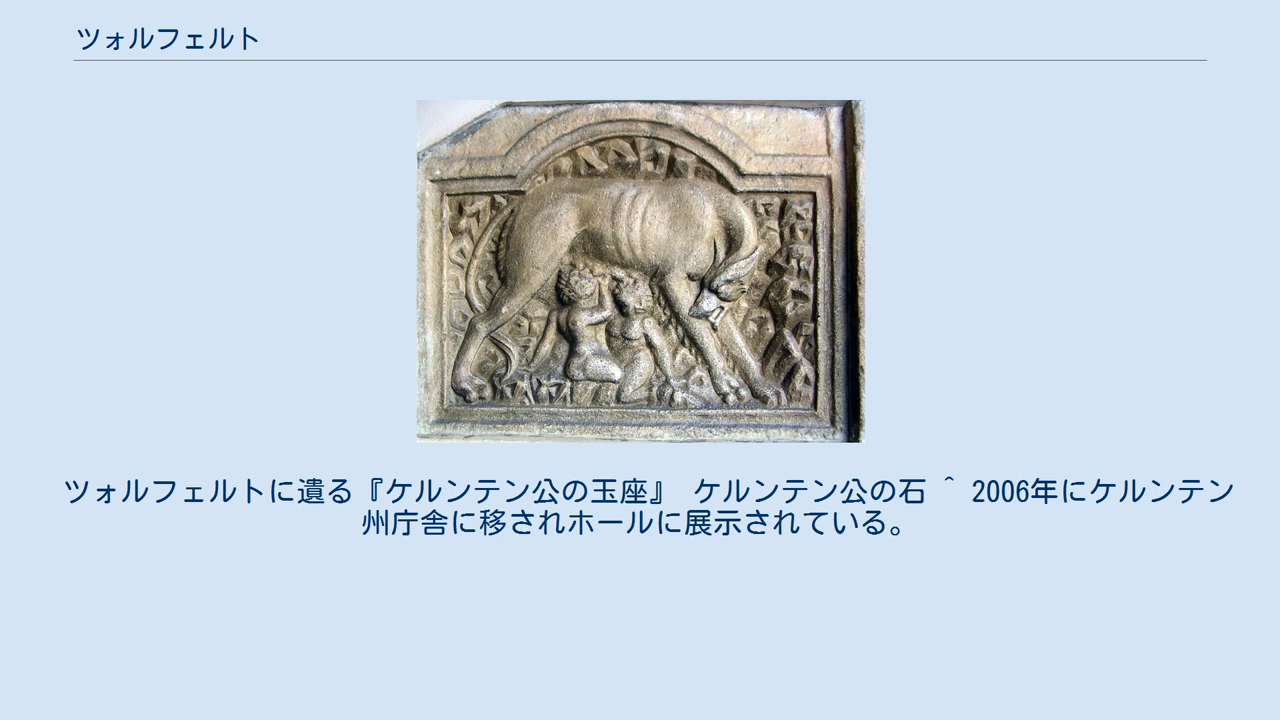 ツォルフェルト
ツォルフェルトに遺る『ケルンテン公の玉座』 ケルンテン公の石 ^ 2006年にケルンテン
州庁舎に移されホールに展示されている。